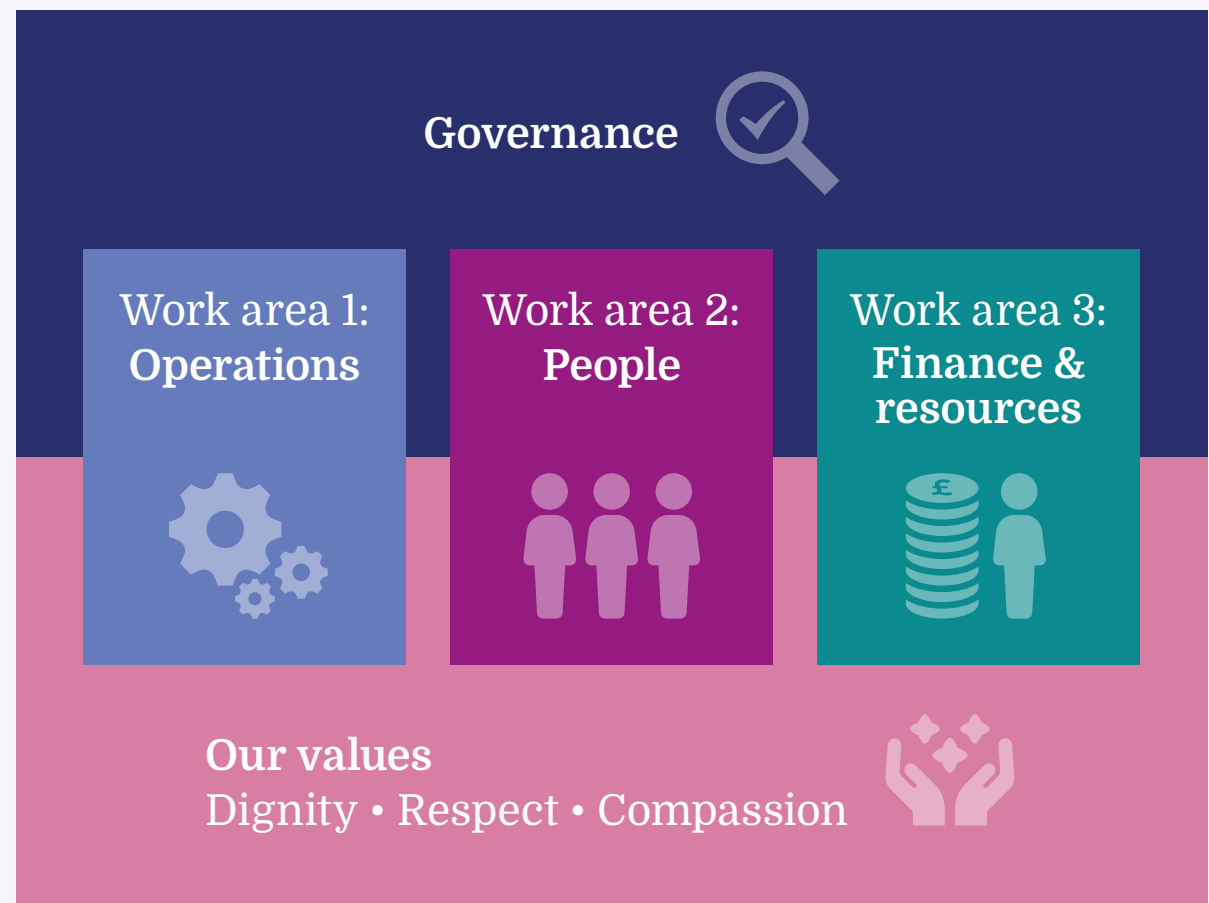 Governance
Work area 1:
Operations
Work area 2:
People
Work area 3:
Finance &
resources
£
Our values
Dignity • Respect • Compassion